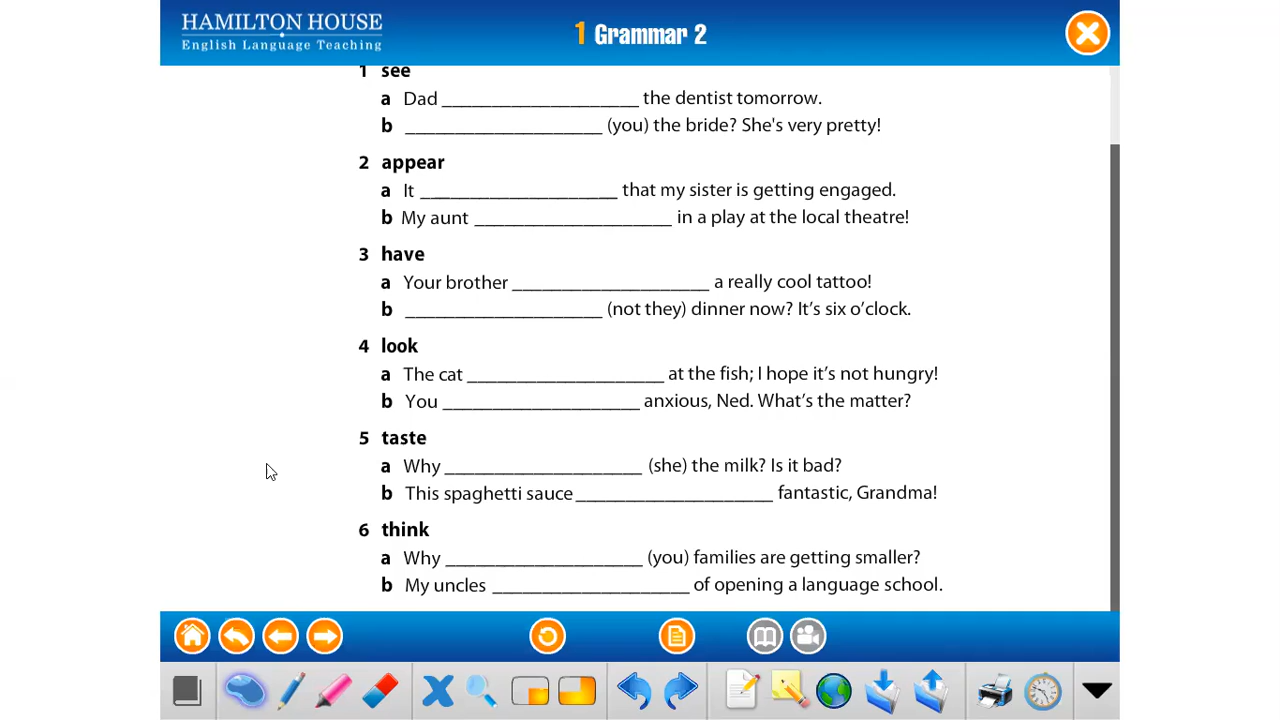 HAMILTON HOUSE
English Language Teaching
1 Grammar 2
1 see
a Dad ____________________ the dentist tomorrow.
b ____________________ (you) the bride? She's very pretty!
2 appear
a It ____________________ that my sister is getting engaged.
b My aunt ____________________ in a play at the local theatre!
3 have
a Your brother ____________________ a really cool tattoo!
b ____________________ (not they) dinner now? It’s six o’clock.
4 look
a The cat ____________________ at the fish; I hope it’s not hungry!
b You ____________________ anxious, Ned. What’s the matter?
5 taste
a Why ____________________ (she) the milk? Is it bad?
b This spaghetti sauce ____________________ fantastic, Grandma!
6 think
a Why ____________________ (you) families are getting smaller?
b My uncles ____________________ of opening a language school.